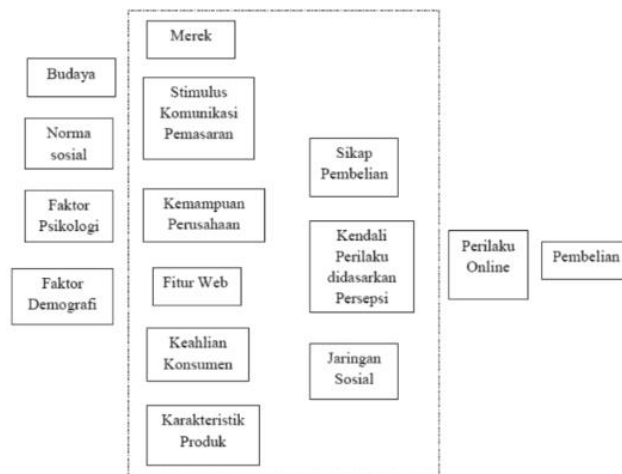 Budaya
Norma
sosial
Faktor
Psikologi
Faktor
Demografi
Merek
Stimulus
Komunikasi
Pemasaran
Kemampuan
Perusahaan
Fitur Web
Keahlian
Konsumen
Karakteristik
Produk
Sikap
Pembelian
Kendali
Perilaku
didasarkan
Persepsi
Jaringan
Sosial
Perilaku
Online
Pembelian